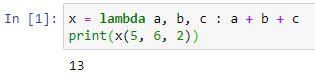 In [1]: x = lambda a, b, c : a + b + c
print(x(5, 6, 2))
13